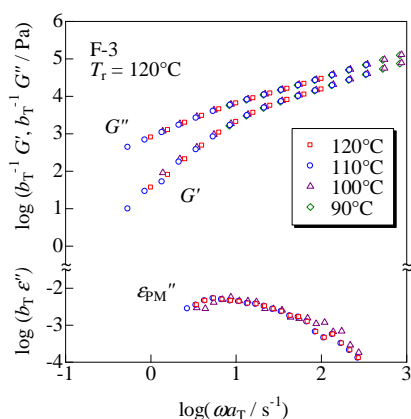 log (b_T^-1 G', b_T^-1 G'' / Pa)
6
5
4
3
2
1
0
F-3
T_r = 120°C
G''
G'
120°C
110°C
100°C
90°C
≈
≈
log (b_T ε'')
-2
-3
-4
ε_PM''
-1
0
1
2
3
log(ωa_T / s^-1)